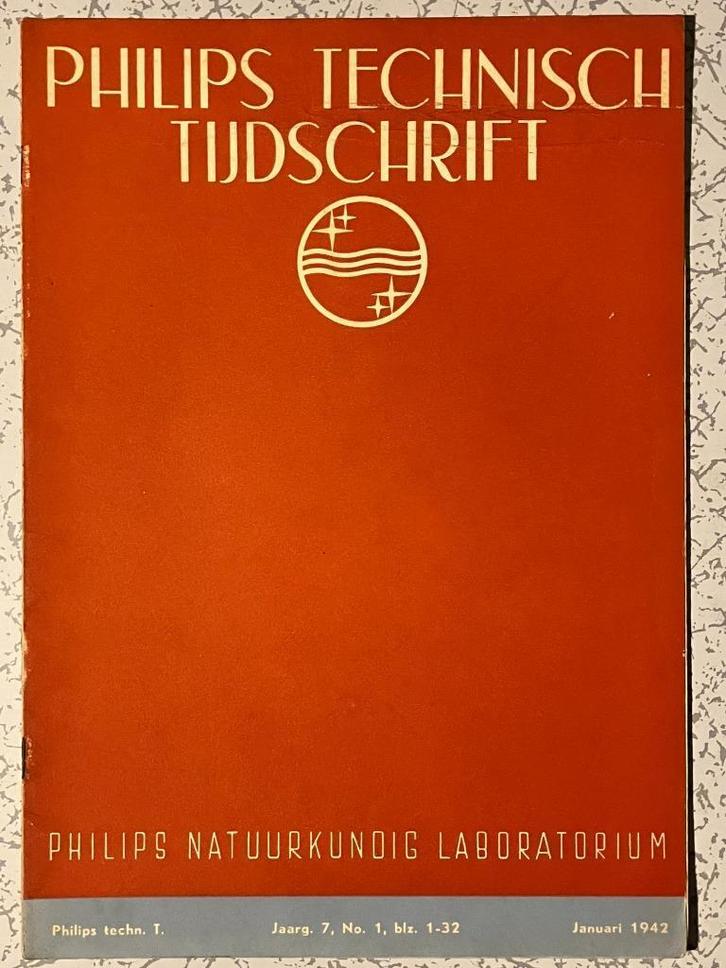 PHILIPS TECHNISCH
TIJDSCHRIFT
PHILIPS NATUURKUNDIG LABORATORIUM
Philips techn. T. Jaarg. 7, No. 1, blz. 1-32 Januari 1942